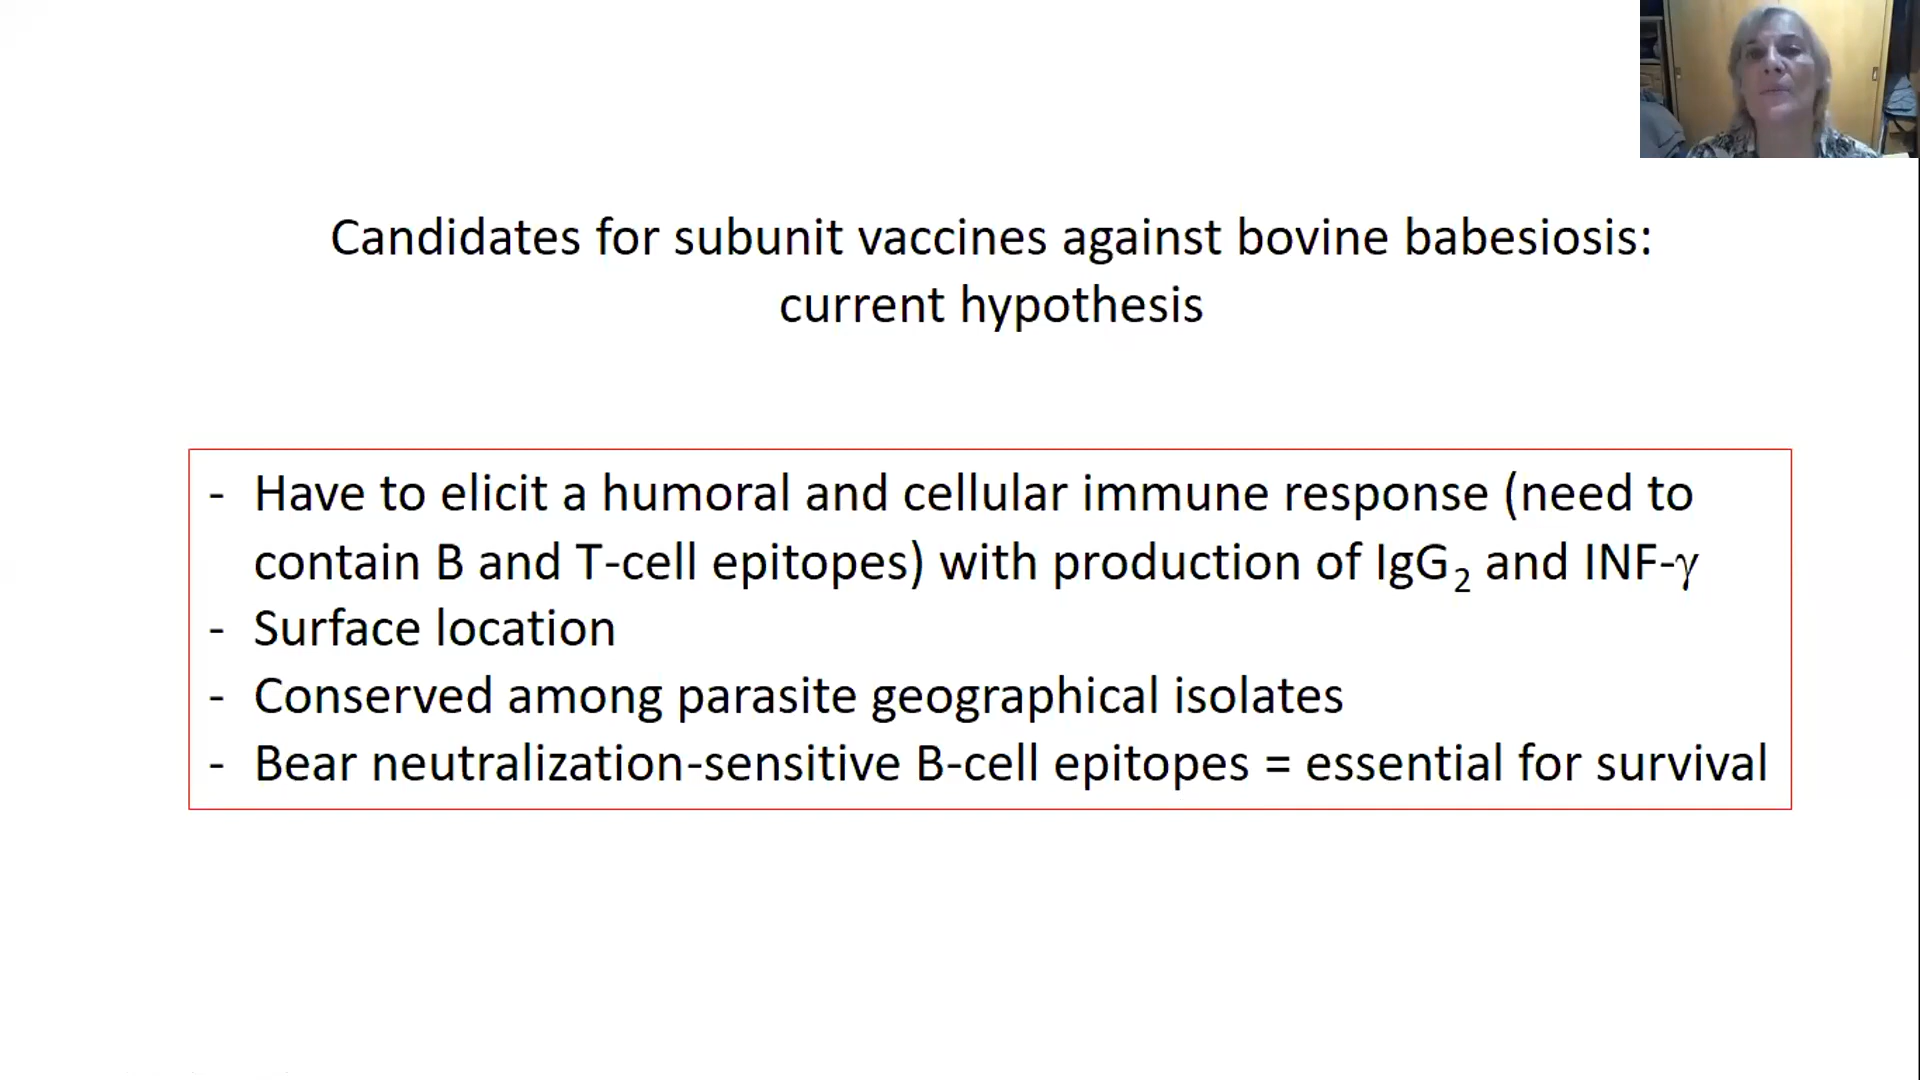 Candidates for subunit vaccines against bovine babesiosis:
current hypothesis
- Have to elicit a humoral and cellular immune response (need to
contain B and T-cell epitopes) with production of IgG₂ and INF-γ
- Surface location
- Conserved among parasite geographical isolates
- Bear neutralization-sensitive B-cell epitopes = essential for survival